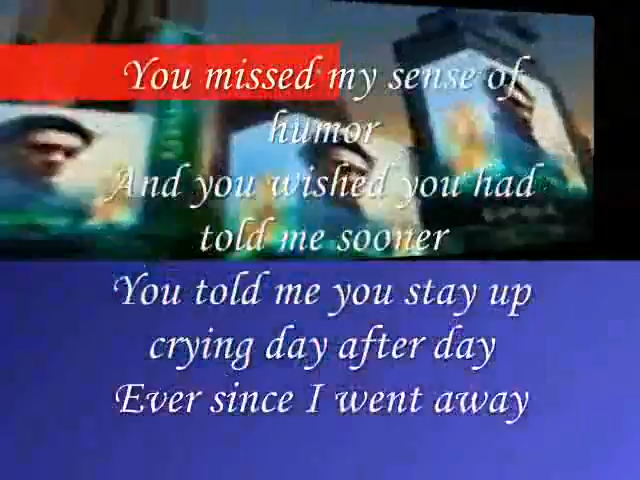 You missed my sense of
humor
And you wished you had
told me sooner
You told me you stay up
crying day after day
Ever since I went away